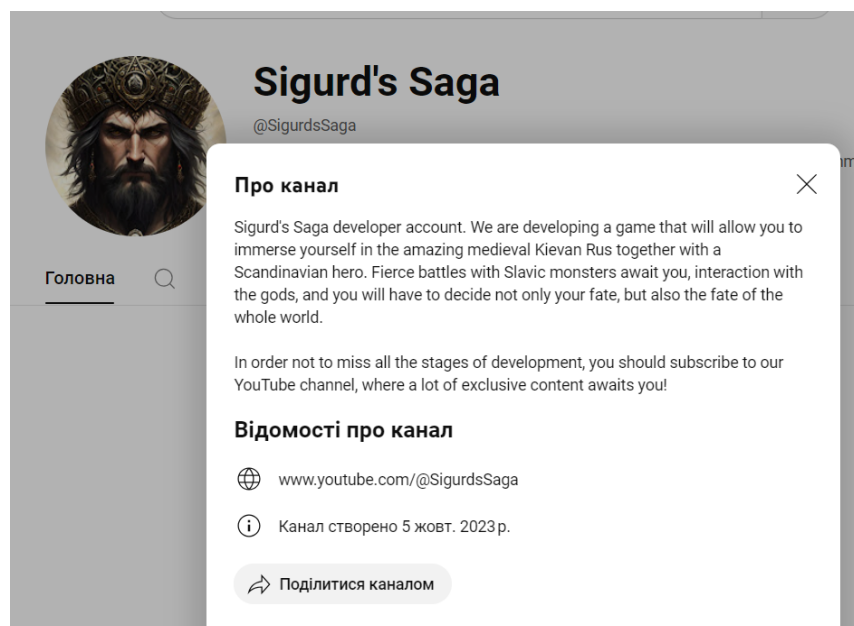 Sigurd's Saga
@SigurdsSaga
Про канал
Sigurd's Saga developer account. We are developing a game that will allow you to
immerse yourself in the amazing medieval Kievan Rus together with a
Scandinavian hero. Fierce battles with Slavic monsters await you, interaction with
the gods, and you will have to decide not only your fate, but also the fate of the
whole world.
In order not to miss all the stages of development, you should subscribe to our
YouTube channel, where a lot of exclusive content awaits you!
Головна
Відомості про канал
www.youtube.com/@SigurdsSaga
Канал створено 5 жовт. 2023 р.
Поділитися каналом